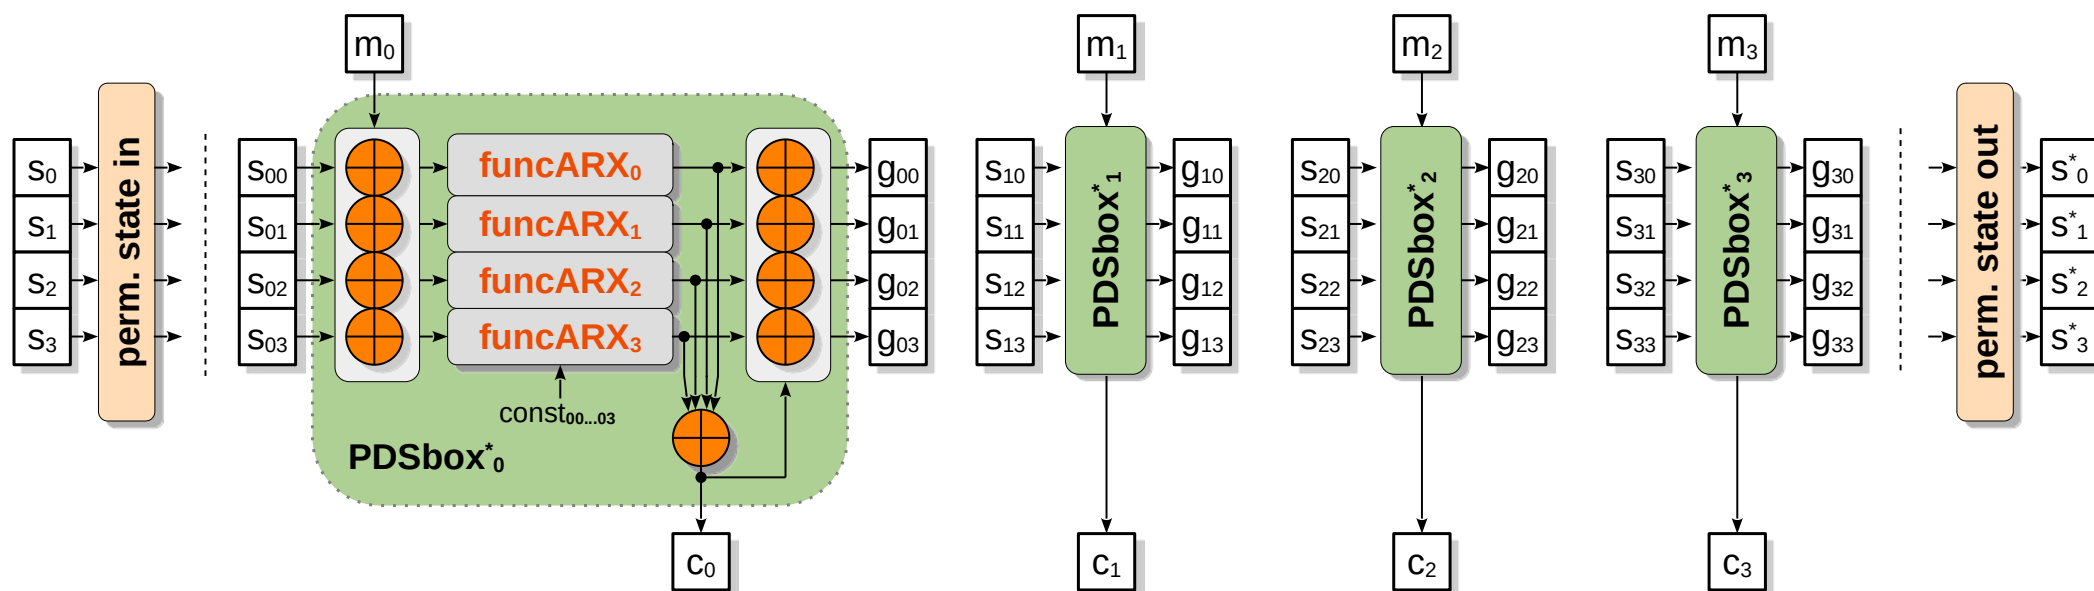 m₀ m₁ m₂ m₃
perm. state in
perm. state out
s₀ s₀₀ funcARX₀ g₀₀ s₁₀ g₁₀ s₂₀ g₂₀ s₃₀ g₃₀ s*₀
s₁ s₀₁ funcARX₁ g₀₁ s₁₁ g₁₁ s₂₁ g₂₁ s₃₁ g₃₁ s*₁
s₂ s₀₂ funcARX₂ g₀₂ s₁₂ g₁₂ s₂₂ g₂₂ s₃₂ g₃₂ s*₂
s₃ s₀₃ funcARX₃ g₀₃ s₁₃ g₁₃ s₂₃ g₂₃ s₃₃ g₃₃ s*₃
PDSbox*₁
PDSbox*₂
PDSbox*₃
const₀₀...₀₃
PDSbox*₀
c₀ c₁ c₂ c₃